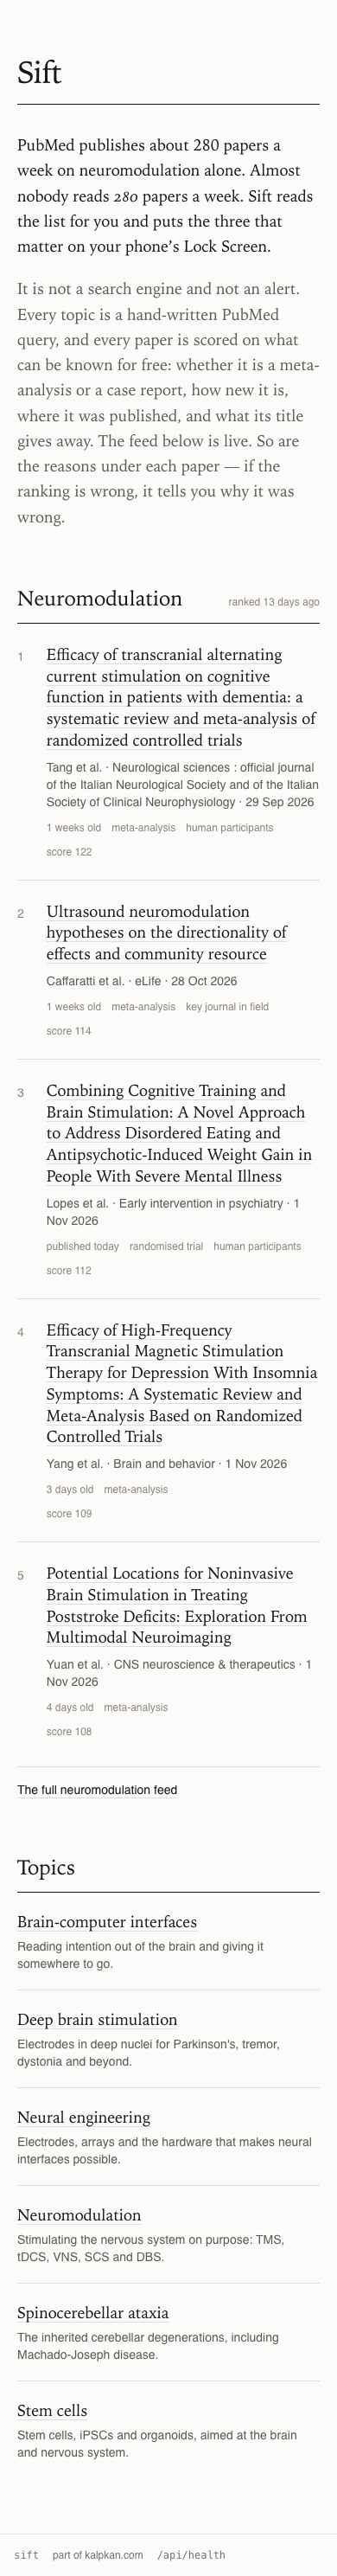 Sift
PubMed publishes about 280 papers a
week on neuromodulation alone. Almost
nobody reads 280 papers a week. Sift reads
the list for you and puts the three that
matter on your phone’s Lock Screen.
It is not a search engine and not an alert.
Every topic is a hand-written PubMed
query, and every paper is scored on what
can be known for free: whether it is a meta-
analysis or a case report, how new it is,
where it was published, and what its title
gives away. The feed below is live. So are
the reasons under each paper — if the
ranking is wrong, it tells you why it was
wrong.
Neuromodulation ranked 13 days ago
1 Efficacy of transcranial alternating
current stimulation on cognitive
function in patients with dementia: a
systematic review and meta-analysis of
randomized controlled trials
Tang et al. · Neurological sciences : official journal
of the Italian Neurological Society and of the Italian
Society of Clinical Neurophysiology · 29 Sep 2026
1 weeks old meta-analysis human participants
score 122
2 Ultrasound neuromodulation
hypotheses on the directionality of
effects and community resource
Caffaratti et al. · eLife · 28 Oct 2026
1 weeks old meta-analysis key journal in field
score 114
3 Combining Cognitive Training and
Brain Stimulation: A Novel Approach
to Address Disordered Eating and
Antipsychotic-Induced Weight Gain in
People With Severe Mental Illness
Lopes et al. · Early intervention in psychiatry · 1
Nov 2026
published today randomised trial human participants
score 112
4 Efficacy of High-Frequency
Transcranial Magnetic Stimulation
Therapy for Depression With Insomnia
Symptoms: A Systematic Review and
Meta-Analysis Based on Randomized
Controlled Trials
Yang et al. · Brain and behavior · 1 Nov 2026
3 days old meta-analysis
score 109
5 Potential Locations for Noninvasive
Brain Stimulation in Treating
Poststroke Deficits: Exploration From
Multimodal Neuroimaging
Yuan et al. · CNS neuroscience & therapeutics · 1
Nov 2026
4 days old meta-analysis
score 108
The full neuromodulation feed
Topics
Brain-computer interfaces
Reading intention out of the brain and giving it
somewhere to go.
Deep brain stimulation
Electrodes in deep nuclei for Parkinson's, tremor,
dystonia and beyond.
Neural engineering
Electrodes, arrays and the hardware that makes neural
interfaces possible.
Neuromodulation
Stimulating the nervous system on purpose: TMS,
tDCS, VNS, SCS and DBS.
Spinocerebellar ataxia
The inherited cerebellar degenerations, including
Machado-Joseph disease.
Stem cells
Stem cells, iPSCs and organoids, aimed at the brain
and nervous system.
sift part of kalpkan.com /api/health